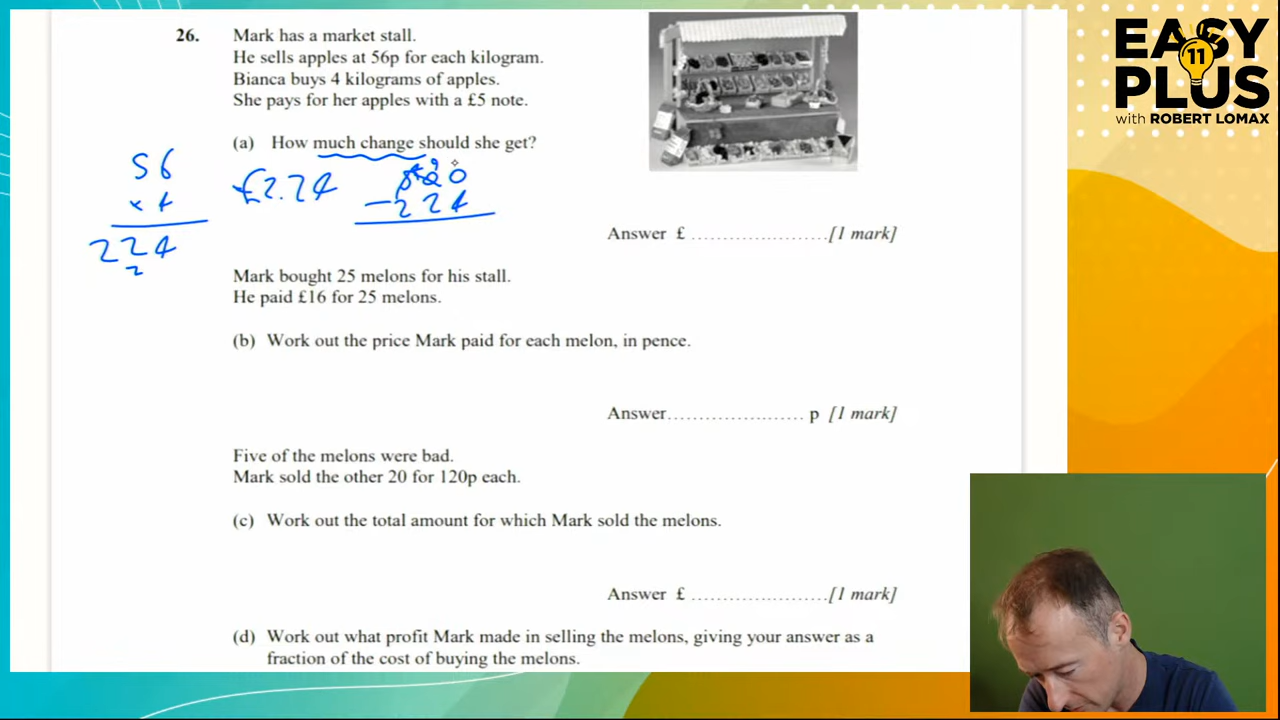 26. Mark has a market stall.
He sells apples at 56p for each kilogram.
Bianca buys 4 kilograms of apples.
She pays for her apples with a £5 note.
(a) How much change should she get?
56
x 4
224
2
£2.24
- 224
Answer £ ........................[1 mark]
Mark bought 25 melons for his stall.
He paid £16 for 25 melons.
(b) Work out the price Mark paid for each melon, in pence.
Answer........................ p [1 mark]
Five of the melons were bad.
Mark sold the other 20 for 120p each.
(c) Work out the total amount for which Mark sold the melons.
Answer £ ........................[1 mark]
(d) Work out what profit Mark made in selling the melons, giving your answer as a
fraction of the cost of buying the melons.
EASY
11
PLUS
with ROBERT LOMAX